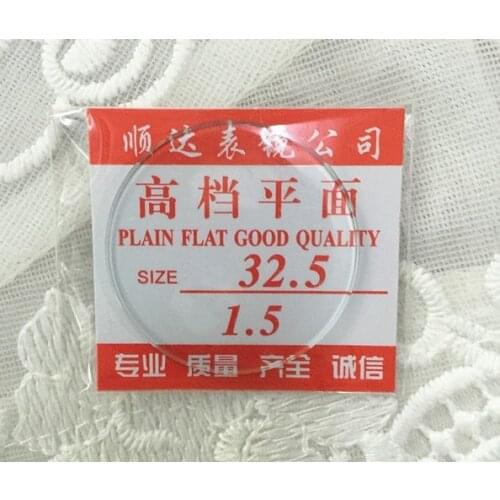 顺达表镜公司
高档平面
PLAIN FLAT GOOD QUALITY
SIZE 32.5
1.5
专业 质量 齐全 诚信